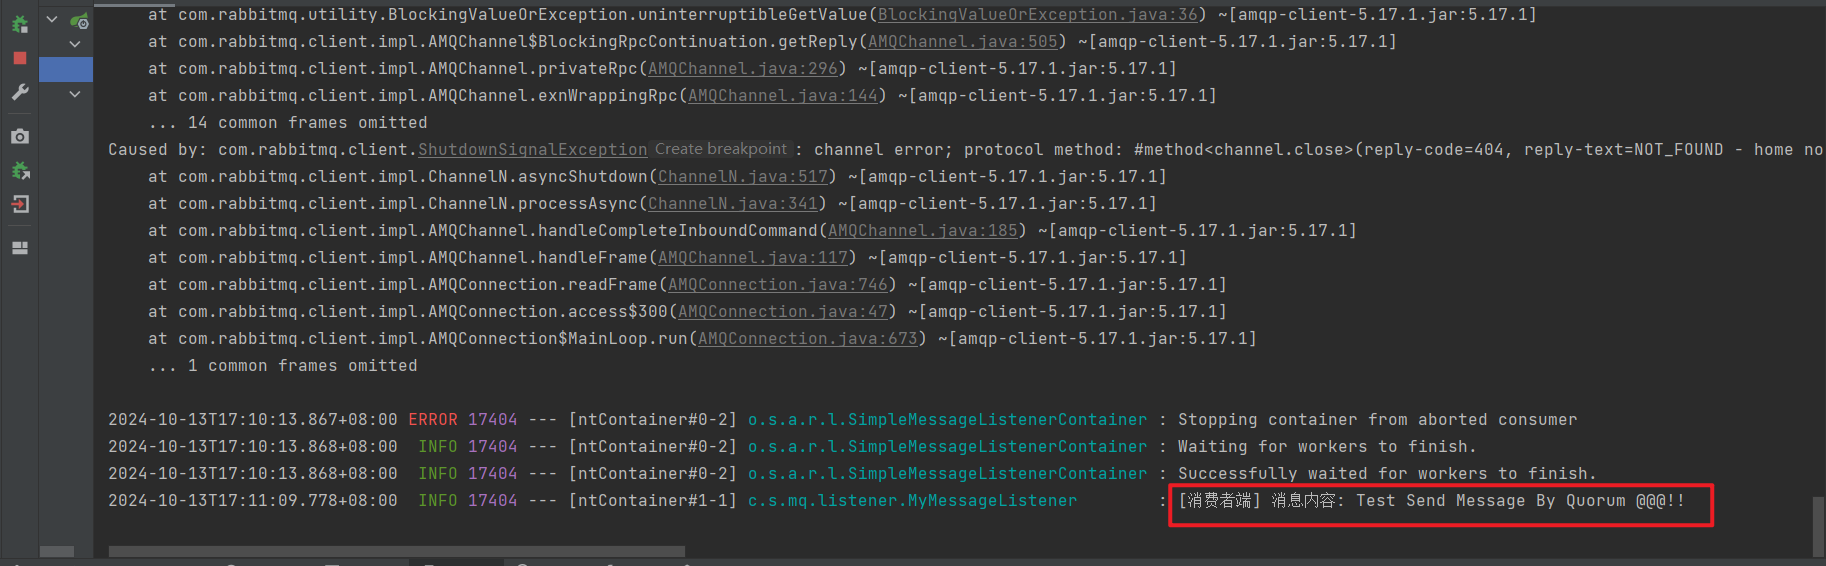 at com.rabbitmq.utility.BlockingValueOrException.uninterruptibleGetValue(BlockingValueOrException.java:36) ~[amqp-client-5.17.1.jar:5.17.1]
at com.rabbitmq.client.impl.AMQChannel$BlockingRpcContinuation.getReply(AMQChannel.java:505) ~[amqp-client-5.17.1.jar:5.17.1]
at com.rabbitmq.client.impl.AMQChannel.privateRpc(AMQChannel.java:296) ~[amqp-client-5.17.1.jar:5.17.1]
at com.rabbitmq.client.impl.AMQChannel.exnWrappingRpc(AMQChannel.java:144) ~[amqp-client-5.17.1.jar:5.17.1]
... 14 common frames omitted
Caused by: com.rabbitmq.client.ShutdownSignalException Create breakpoint : channel error; protocol method: #method<channel.close>(reply-code=404, reply-text=NOT_FOUND - home no
at com.rabbitmq.client.impl.ChannelN.asyncShutdown(ChannelN.java:517) ~[amqp-client-5.17.1.jar:5.17.1]
at com.rabbitmq.client.impl.ChannelN.processAsync(ChannelN.java:341) ~[amqp-client-5.17.1.jar:5.17.1]
at com.rabbitmq.client.impl.AMQChannel.handleCompleteInboundCommand(AMQChannel.java:185) ~[amqp-client-5.17.1.jar:5.17.1]
at com.rabbitmq.client.impl.AMQChannel.handleFrame(AMQChannel.java:117) ~[amqp-client-5.17.1.jar:5.17.1]
at com.rabbitmq.client.impl.AMQConnection.readFrame(AMQConnection.java:746) ~[amqp-client-5.17.1.jar:5.17.1]
at com.rabbitmq.client.impl.AMQConnection.access$300(AMQConnection.java:47) ~[amqp-client-5.17.1.jar:5.17.1]
at com.rabbitmq.client.impl.AMQConnection$MainLoop.run(AMQConnection.java:673) ~[amqp-client-5.17.1.jar:5.17.1]
... 1 common frames omitted
2024-10-13T17:10:13.867+08:00 ERROR 17404 --- [ntContainer#0-2] o.s.a.r.l.SimpleMessageListenerContainer : Stopping container from aborted consumer
2024-10-13T17:10:13.868+08:00 INFO 17404 --- [ntContainer#0-2] o.s.a.r.l.SimpleMessageListenerContainer : Waiting for workers to finish.
2024-10-13T17:10:13.868+08:00 INFO 17404 --- [ntContainer#0-2] o.s.a.r.l.SimpleMessageListenerContainer : Successfully waited for workers to finish.
2024-10-13T17:11:09.778+08:00 INFO 17404 --- [ntContainer#1-1] c.s.mq.listener.MyMessageListener : [消费者端] 消息内容: Test Send Message By Quorum @@@!!